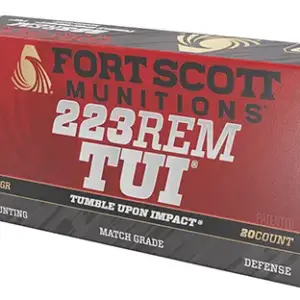 FORT SCOTT
MUNITIONS®
223REM
TUI®
TUMBLE UPON IMPACT®
GR
UNTING
MATCH GRADE
20COUNT
DEFENSE